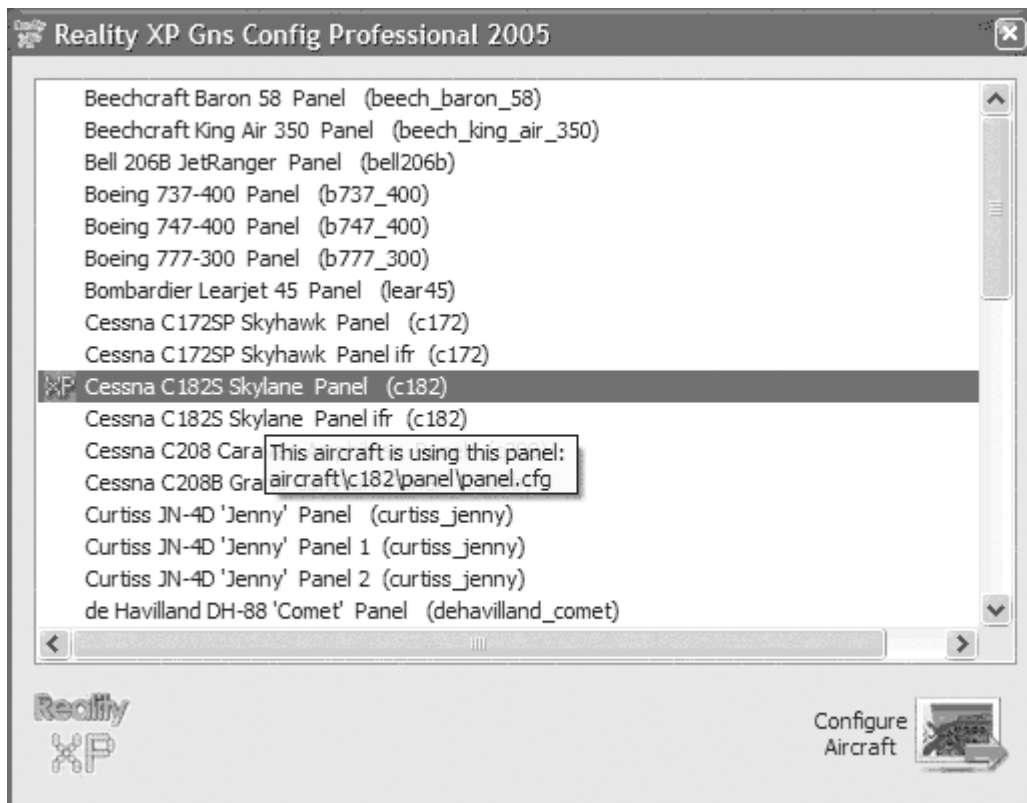 Reality XP Gns Config Professional 2005
Beechcraft Baron 58 Panel (beech_baron_58)
Beechcraft King Air 350 Panel (beech_king_air_350)
Bell 206B JetRanger Panel (bell206b)
Boeing 737-400 Panel (b737_400)
Boeing 747-400 Panel (b747_400)
Boeing 777-300 Panel (b777_300)
Bombardier Learjet 45 Panel (lear45)
Cessna C172SP Skyhawk Panel (c172)
Cessna C172SP Skyhawk Panel ifr (c172)
XP Cessna C182S Skylane Panel (c182)
Cessna C182S Skylane Panel ifr (c182)
Cessna C208 Cara
Cessna C208B Gra
This aircraft is using this panel:
aircraft\c182\panel\panel.cfg
Curtiss JN-4D 'Jenny' Panel (curtiss_jenny)
Curtiss JN-4D 'Jenny' Panel 1 (curtiss_jenny)
Curtiss JN-4D 'Jenny' Panel 2 (curtiss_jenny)
de Havilland DH-88 'Comet' Panel (dehavilland_comet)
Reality
XP
Configure
Aircraft